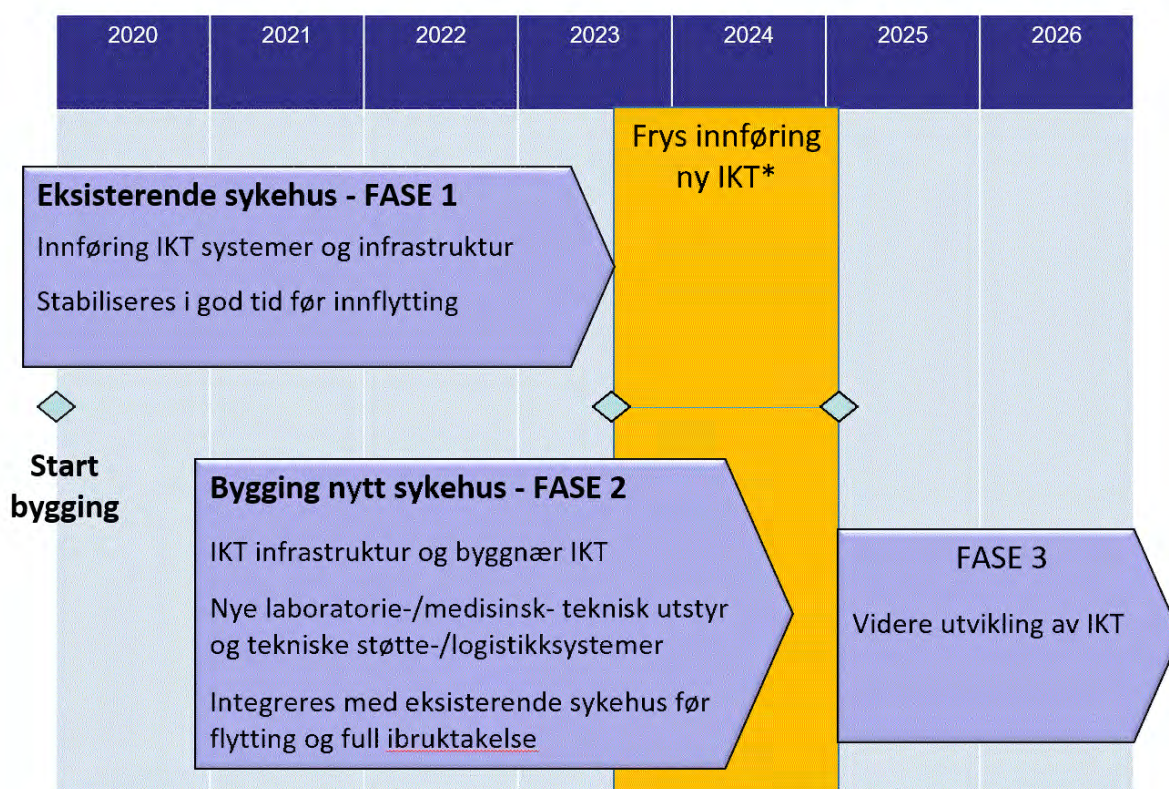 2020 2021 2022 2023 2024 2025 2026
Frys innføring
ny IKT*
Eksisterende sykehus - FASE 1
Innføring IKT systemer og infrastruktur
Stabiliseres i god tid før innflytting
Start
bygging
Bygging nytt sykehus - FASE 2
IKT infrastruktur og byggnær IKT
Nye laboratorie-/medisinsk- teknisk utstyr
og tekniske støtte-/logistikksystemer
Integreres med eksisterende sykehus før
flytting og full ibruktakelse
FASE 3
Videre utvikling av IKT